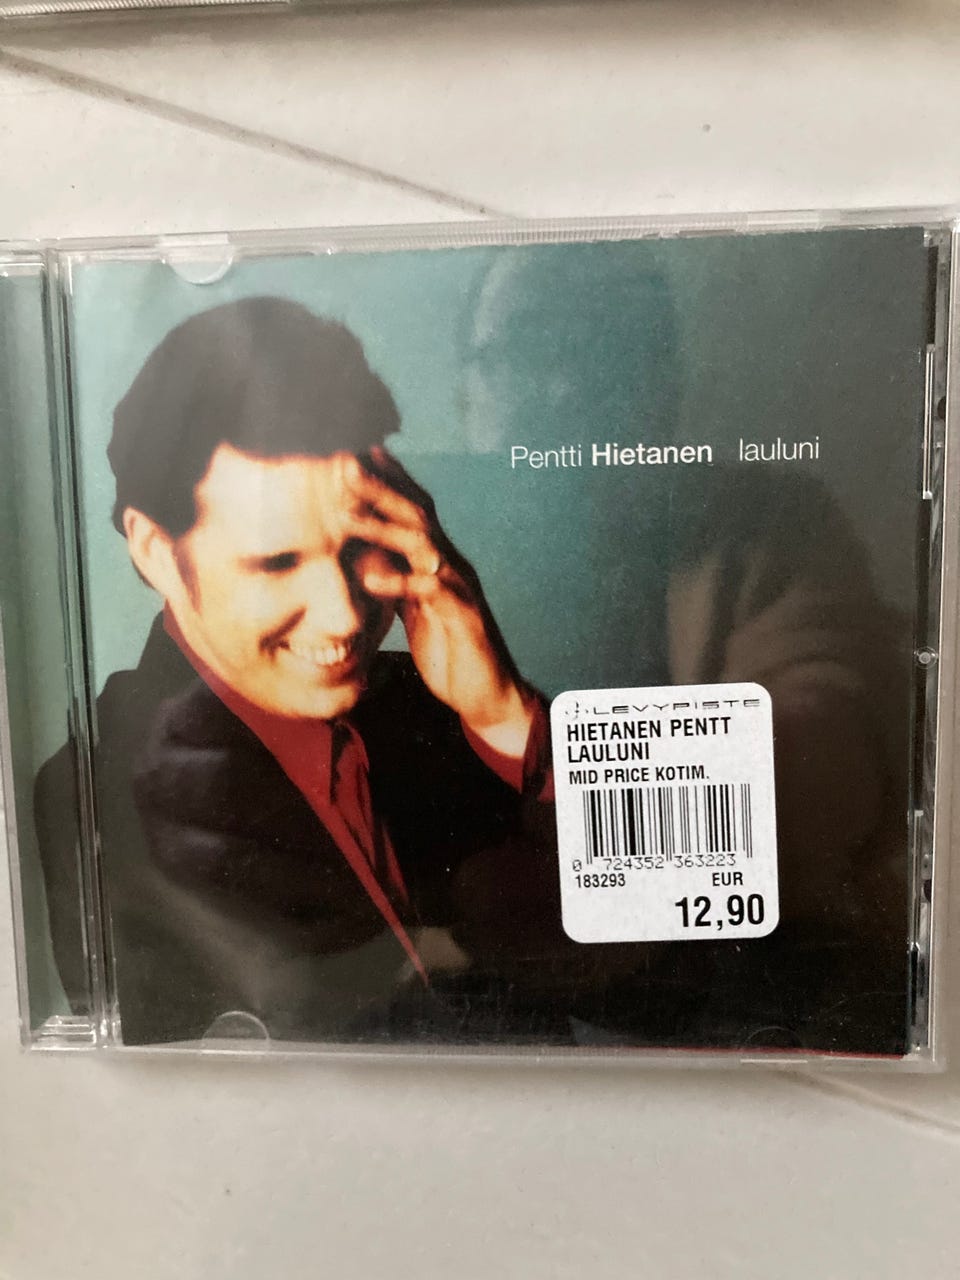 Pentti Hietanen lauluni
LEVYPISTE
HIETANEN PENTT
LAULUNI
MID PRICE KOTIM.
0 724352 363223
183293 EUR
12,90